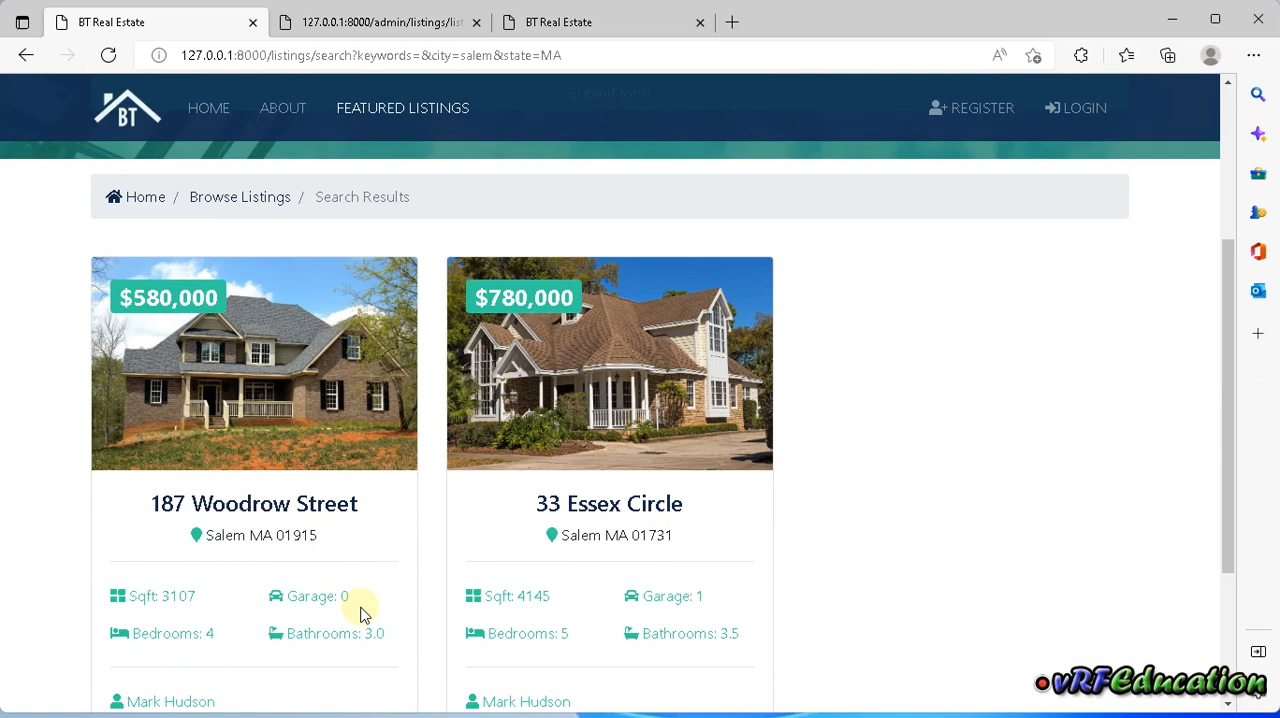 BT Real Estate
127.0.0.1:8000/admin/listings/list
BT Real Estate
127.0.0.1:8000/listings/search?keywords=&city=salem&state=MA
BT
HOME
ABOUT
FEATURED LISTINGS
Submit form
REGISTER
LOGIN
Home / Browse Listings / Search Results
$580,000
187 Woodrow Street
Salem MA 01915
Sqft: 3107
Garage: 0
Bedrooms: 4
Bathrooms: 3.0
Mark Hudson
$780,000
33 Essex Circle
Salem MA 01731
Sqft: 4145
Garage: 1
Bedrooms: 5
Bathrooms: 3.5
Mark Hudson
vRFEducation